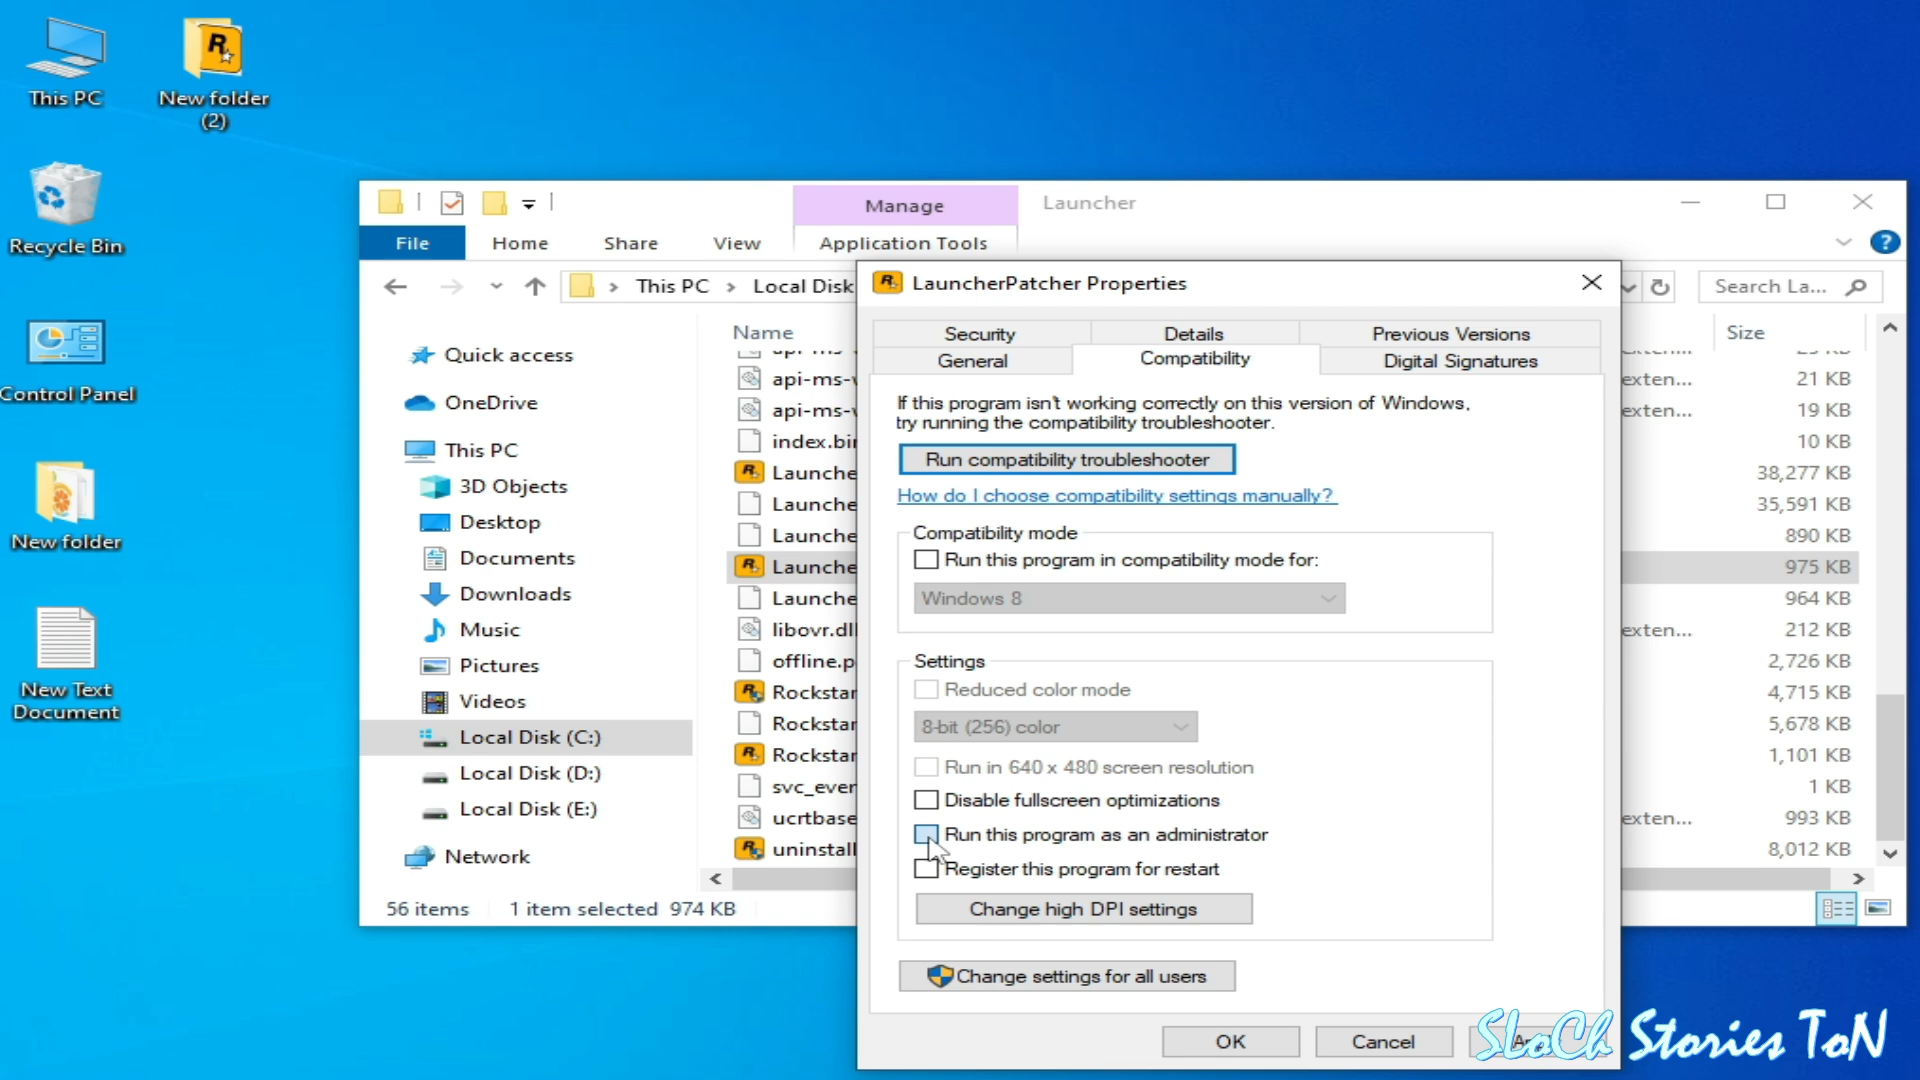 This PC
New folder
(2)
Recycle Bin
Control Panel
New folder
New Text
Document
Manage
Launcher
File
Home
Share
View
Application Tools
This PC
Local Disk
Search La...
Quick access
OneDrive
This PC
3D Objects
Desktop
Documents
Downloads
Music
Pictures
Videos
Local Disk (C:)
Local Disk (D:)
Local Disk (E:)
Network
Name
Size
api-ms-v
exten...
21 KB
api-ms-v
exten...
19 KB
index.bin
10 KB
Launche
38,277 KB
Launche
35,591 KB
Launche
890 KB
Launche
975 KB
Launche
964 KB
libovr.dll
exten...
212 KB
offline.p
2,726 KB
Rockstar
4,715 KB
Rockstar
5,678 KB
Rockstar
1,101 KB
svc_ever
1 KB
ucrtbase
exten...
993 KB
uninstall
8,012 KB
56 items
1 item selected 974 KB
LauncherPatcher Properties
Security
Details
Previous Versions
General
Compatibility
Digital Signatures
If this program isn't working correctly on this version of Windows,
try running the compatibility troubleshooter.
Run compatibility troubleshooter
How do I choose compatibility settings manually?
Compatibility mode
Run this program in compatibility mode for:
Windows 8
Settings
Reduced color mode
8-bit (256) color
Run in 640 x 480 screen resolution
Disable fullscreen optimizations
Run this program as an administrator
Register this program for restart
Change high DPI settings
Change settings for all users
OK
Cancel
SLoCh Stories ToN